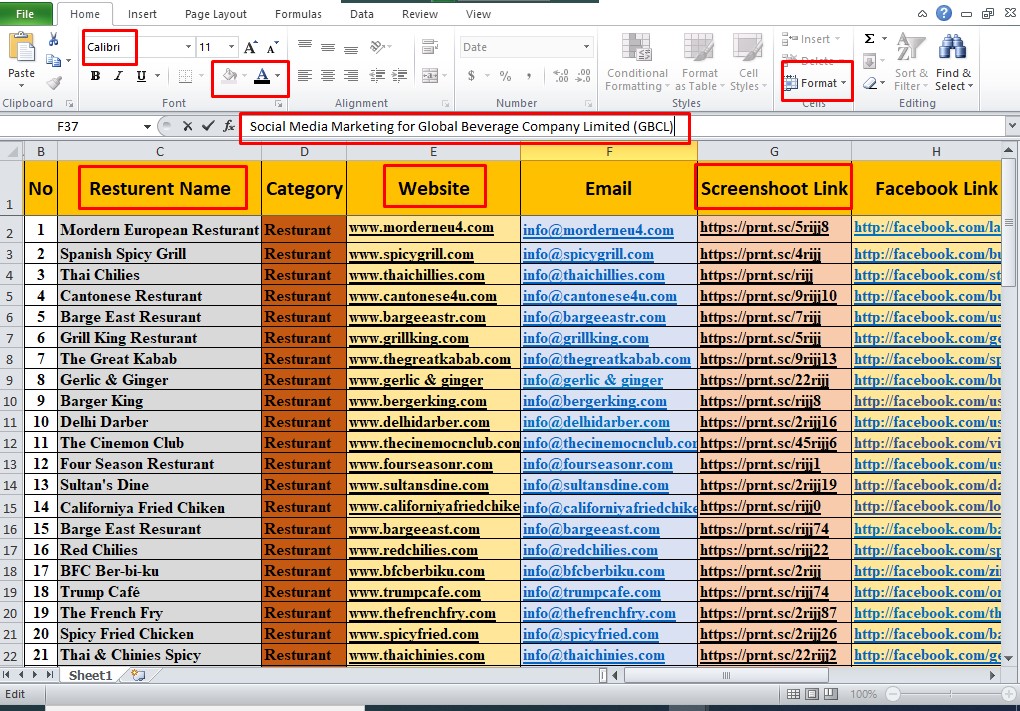 File Home Insert Page Layout Formulas Data Review View
Calibri 11 A A Date Σ Insert
Paste B I U $ % , Conditional Formatting Format as Table Cell Styles Delete Format Sort & Filter Find & Select
Clipboard Font Alignment Number Styles Cells Editing
F37 fx Social Media Marketing for Global Beverage Company Limited (GBCL)
B C D E F G H
1 No Resturent Name Category Website Email Screenshoot Link Facebook Link
2 1 Mordern European Resturant Resturant www.morderneu4.com info@morderneu4.com https://prnt.sc/5rijj8 http://facebook.com/la
3 2 Spanish Spicy Grill Resturant www.spicygrill.com info@spicygrill.com https://prnt.sc/4rijj http://facebook.com/bu
4 3 Thai Chilies Resturant www.thaichillies.com info@thaichillies.com https://prnt.sc/rijj http://facebook.com/st
5 4 Cantonese Resturant Resturant www.cantonese4u.com info@cantonese4u.com https://prnt.sc/9rijj10 http://facebook.com/bu
6 5 Barge East Resurant Resturant www.bargeeastr.com info@bargeeastr.com https://prnt.sc/7rijj http://facebook.com/us
7 6 Grill King Resturant Resturant www.grillking.com info@grillking.com https://prnt.sc/5rijj http://facebook.com/ge
8 7 The Great Kabab Resturant www.thegreatkabab.com info@thegreatkabab.com https://prnt.sc/9rijj13 http://facebook.com/sp
9 8 Gerlic & Ginger Resturant www.gerlic & ginger info@gerlic & ginger https://prnt.sc/22rijj http://facebook.com/bu
10 9 Barger King Resturant www.bergerking.com info@bergerking.com https://prnt.sc/rijj8 http://facebook.com/us
11 10 Delhi Darber Resturant www.delhidarber.com info@delhidarber.com https://prnt.sc/2rijj16 http://facebook.com/us
12 11 The Cinemon Club Resturant www.thecinemocnclub.con info@thecinemocnclub.cor https://prnt.sc/45rijj6 http://facebook.com/vi
13 12 Four Season Resturant Resturant www.fourseasonr.com info@fourseasonr.com https://prnt.sc/rijj1 http://facebook.com/us
14 13 Sultan's Dine Resturant www.sultansdine.com info@sultansdine.com https://prnt.sc/2rijj19 http://facebook.com/da
15 14 Californiya Fried Chiken Resturant www.californiyafriedchike info@californiyafriedchike https://prnt.sc/rijj0 http://facebook.com/lo
16 15 Barge East Resurant Resturant www.bargeeast.com info@bargeeast.com https://prnt.sc/rijj74 http://facebook.com/ba
17 16 Red Chilies Resturant www.redchilies.com info@redchilies.com https://prnt.sc/rijj22 http://facebook.com/sp
18 17 BFC Ber-bi-ku Resturant www.bfcberbiku.com info@bfcberbiku.com https://prnt.sc/2rijj http://facebook.com/zi
19 18 Trump Café Resturant www.trumpcafe.com info@trumpcafe.com https://prnt.sc/rijj74 http://facebook.com/or
20 19 The French Fry Resturant www.thefrenchfry.com info@thefrenchfry.com https://prnt.sc/2rijj87 http://facebook.com/th
21 20 Spicy Fried Chicken Resturant www.spicyfried.com info@spicyfried.com https://prnt.sc/2rijj26 http://facebook.com/ba
22 21 Thai & Chinies Spicy Resturant www.thaichinies.com info@thaichinies.com https://prnt.sc/22rijj2 http://facebook.com/ge
Sheet1
Edit 100%